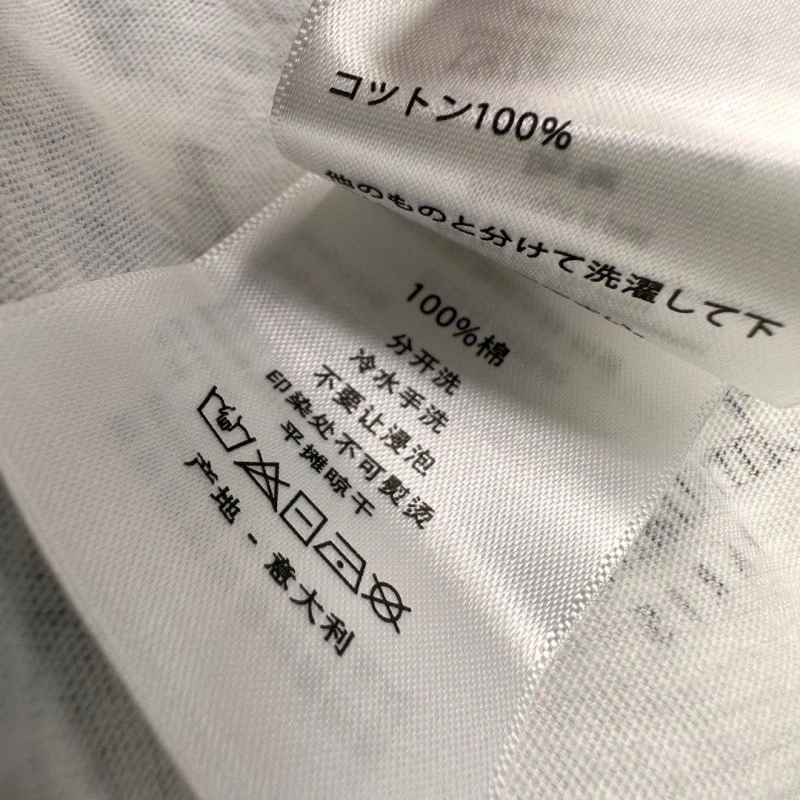 コツトン100%
他のものと分けて洗濯して下
100%棉
分开洗
冷水手洗
不要让浸泡
印染处不可熨烫
平摊晾干
产地 - 意大利